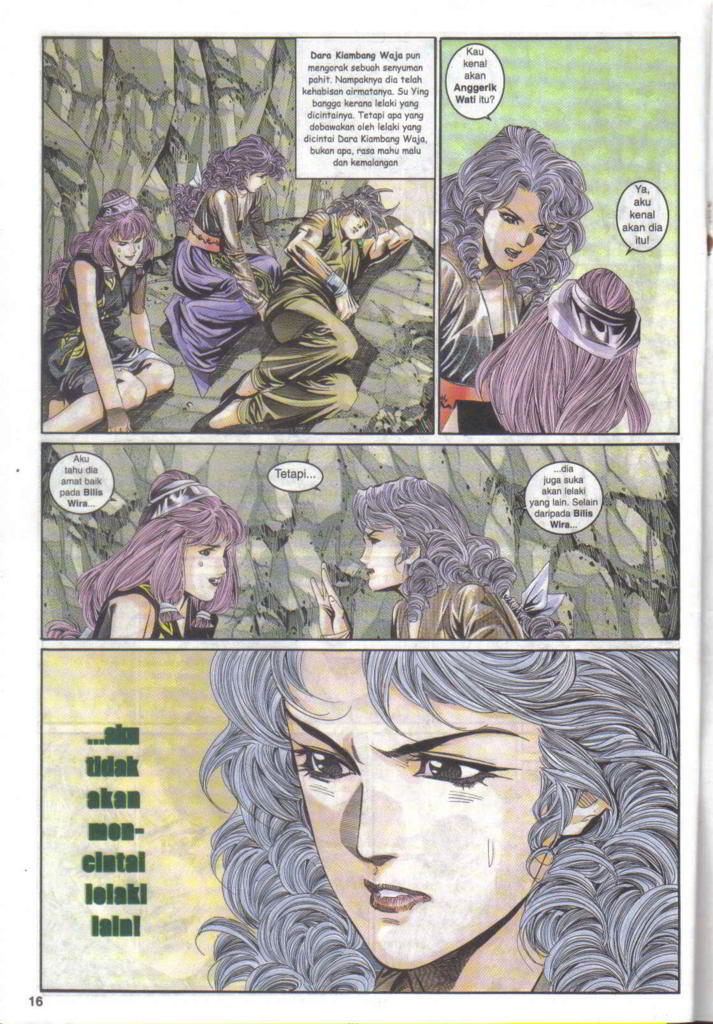 Dara Kiambang Waja pun
mengorak sebuah senyuman
pahit. Nampaknya dia telah
kehabisan airmatanya. Su Ying
bangga kerana lelaki yang
dicintainya. Tetapi apa yang
dobawakan oleh lelaki yang
dicintai Dara Kiambang Waja,
bukan apa, rasa mahu malu
dan kemalangan
Kau
kenal
akan
Anggerik
Wati itu?
Ya,
aku
kenal
akan dia
itu!
Aku
tahu dia
amat baik
pada Bilis
Wira...
Tetapi...
...dia
juga suka
akan lelaki
yang lain. Selain
daripada Bilis
Wira...
...aku
tidak
akan
men-
cintai
lelaki
lain!
16